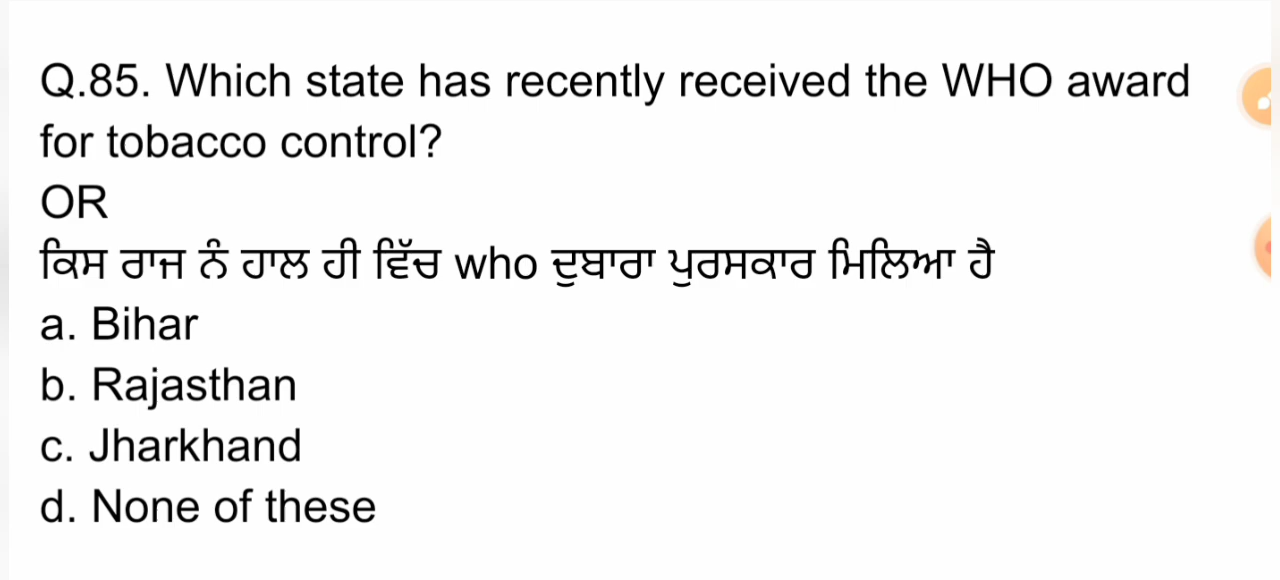 Q.85. Which state has recently received the WHO award
for tobacco control?
OR
ਕਿਸ ਰਾਜ ਨੰ ਹਾਲ ਹੀ ਵਿੱਚ who ਦੁਬਾਰਾ ਪੁਰਸਕਾਰ ਮਿਲਿਆ ਹੈ
a. Bihar
b. Rajasthan
c. Jharkhand
d. None of these